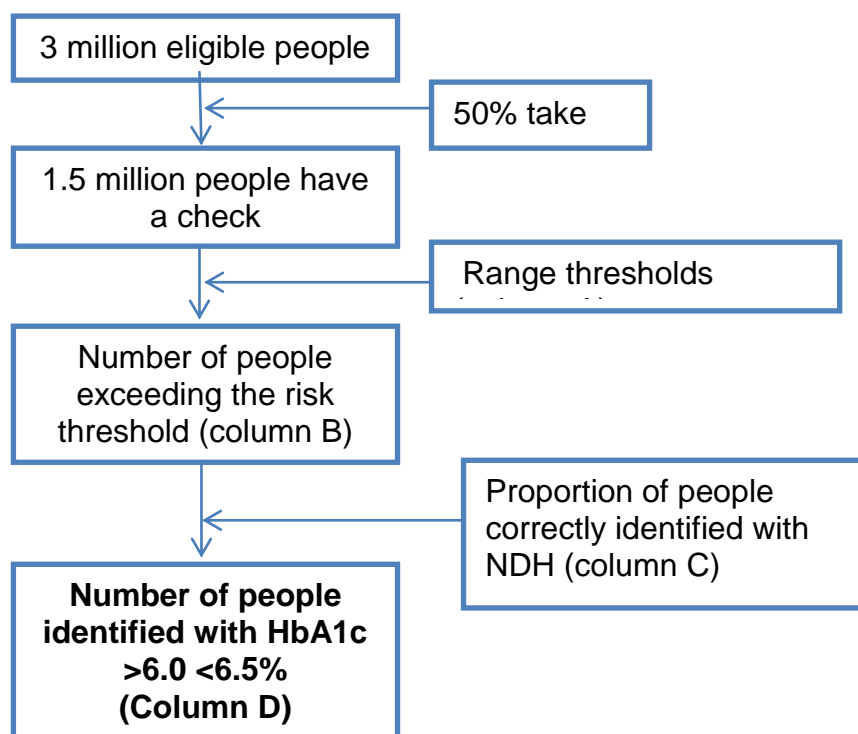 3 million eligible people
50% take
1.5 million people have
a check
Range thresholds
Number of people
exceeding the risk
threshold (column B)
Proportion of people
correctly identified with
NDH (column C)
Number of people
identified with HbA1c
>6.0 <6.5%
(Column D)